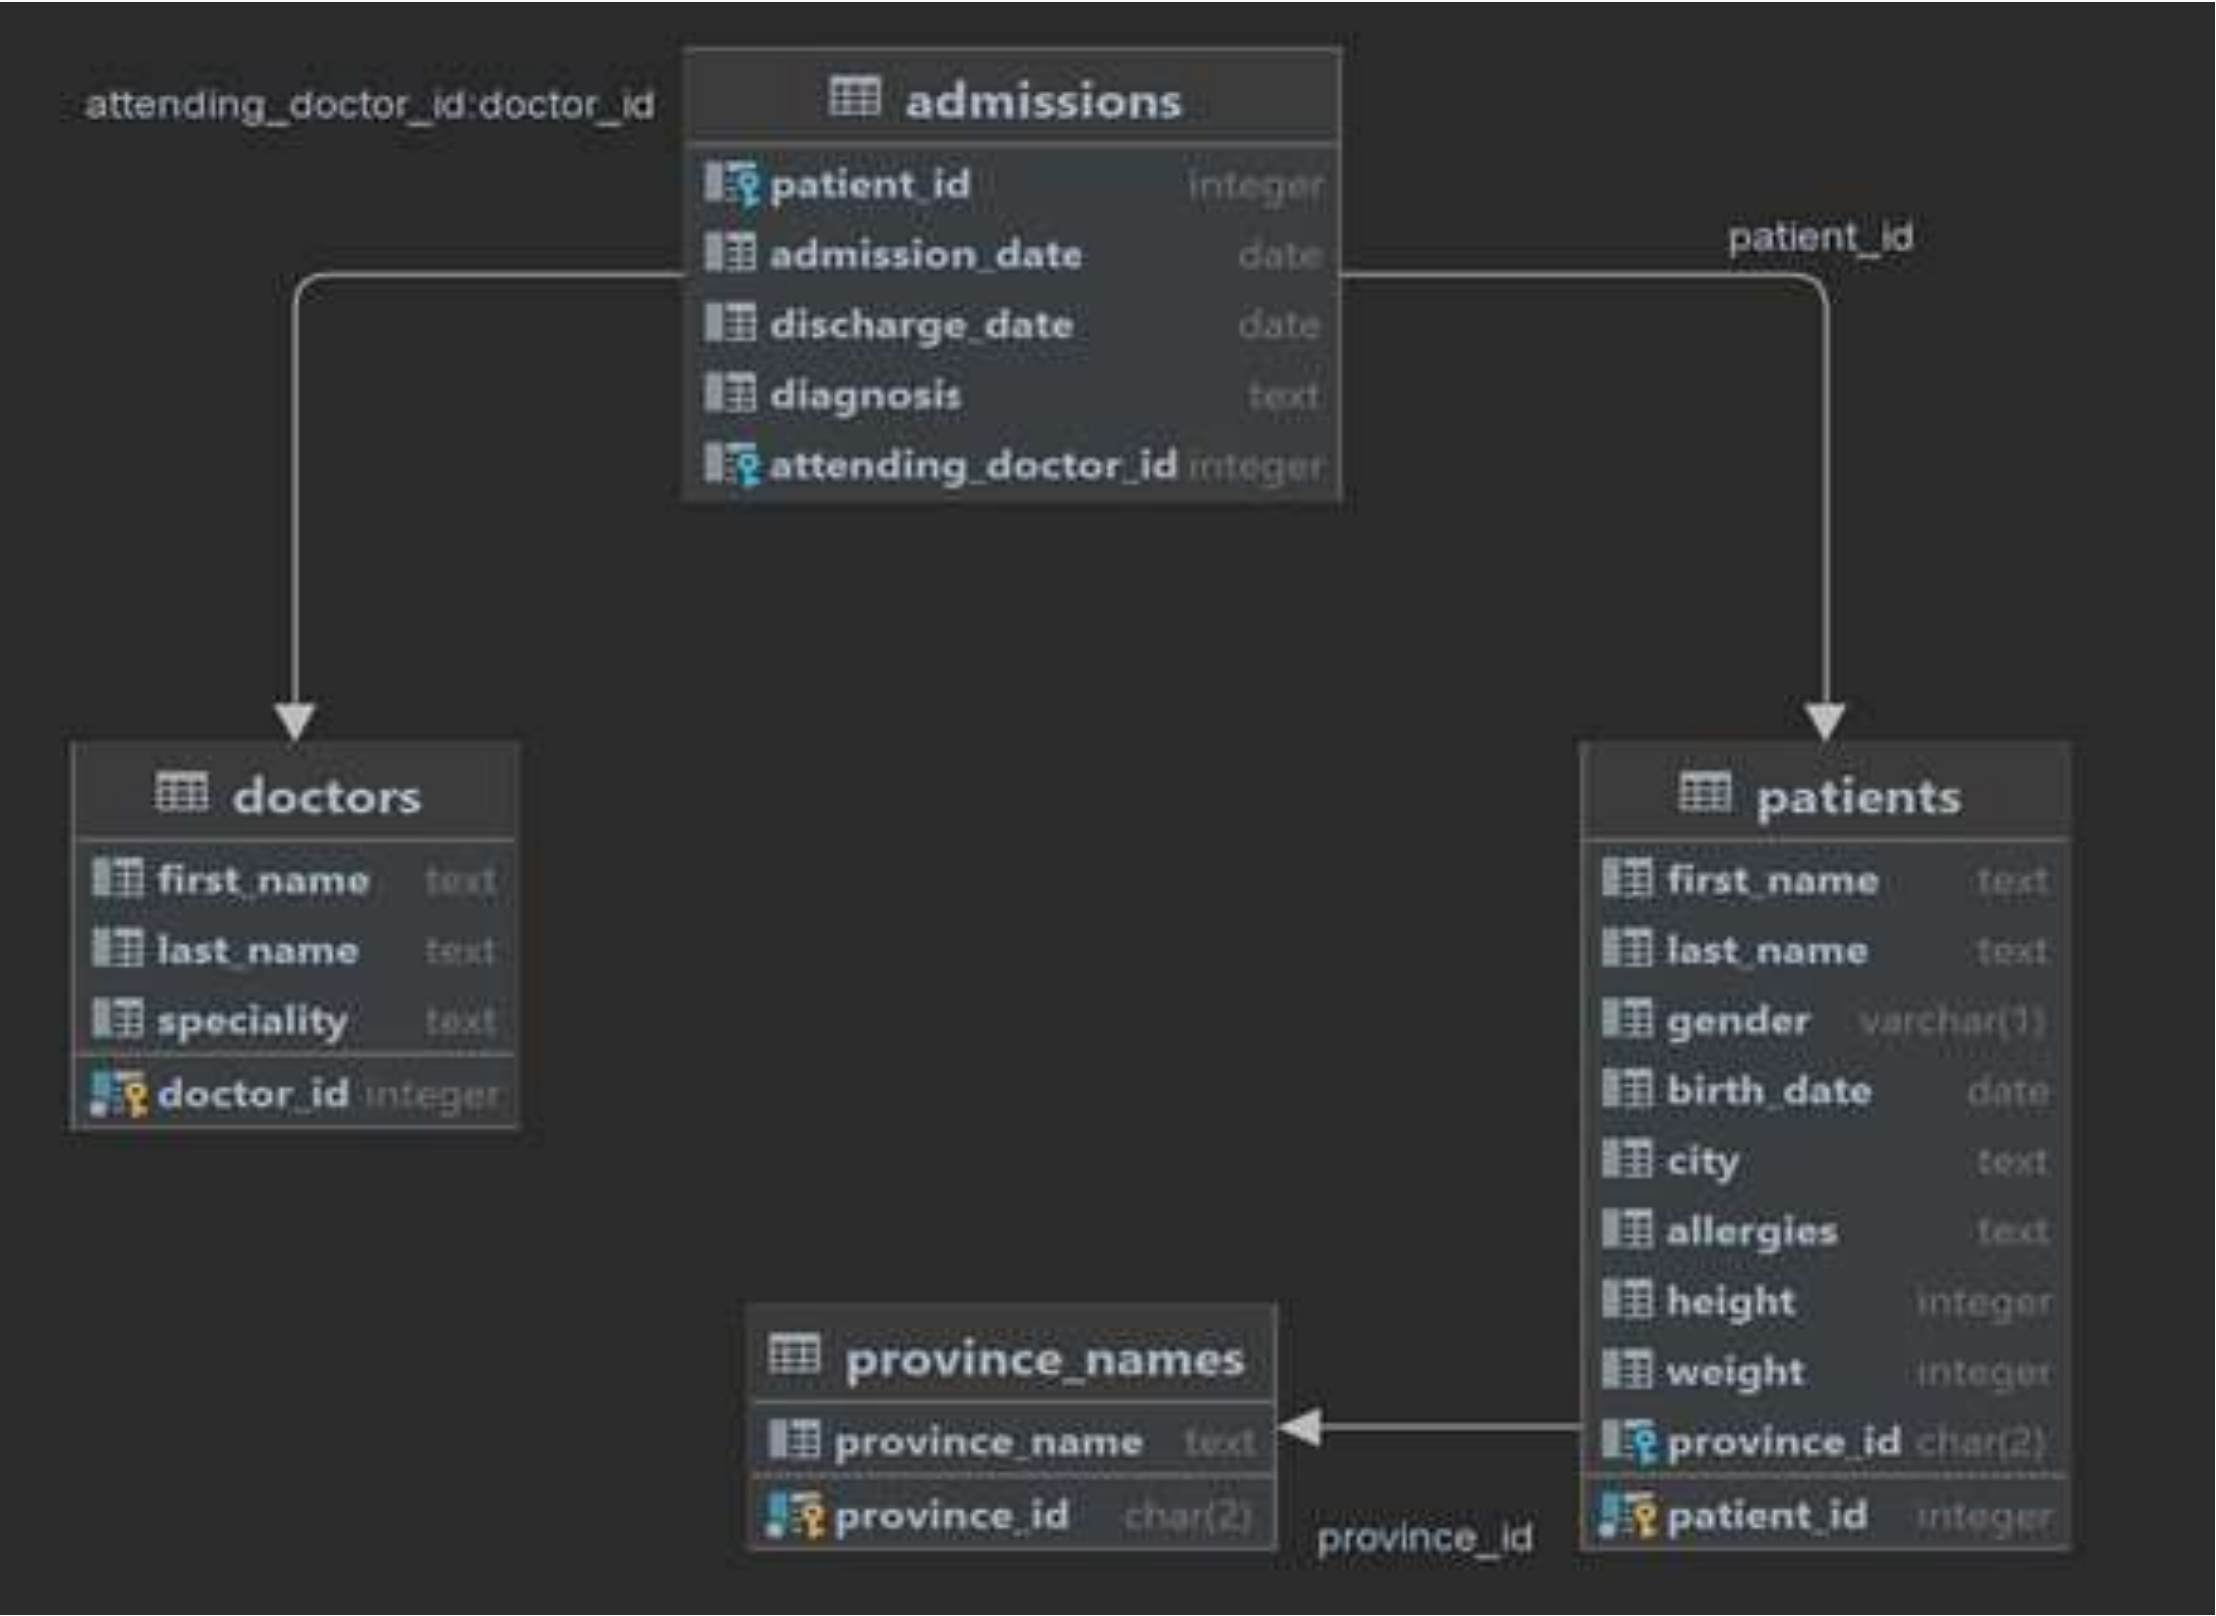 attending_doctor_id:doctor_id
admissions
patient_id integer
admission_date date
discharge_date date
diagnosis text
attending_doctor_id integer
patient_id
doctors
first_name text
last_name text
speciality text
doctor_id integer
patients
first_name text
last_name text
gender varchar(1)
birth_date date
city text
allergies text
height integer
weight integer
province_id char(2)
patient_id integer
province_names
province_name text
province_id char(2)
province_id